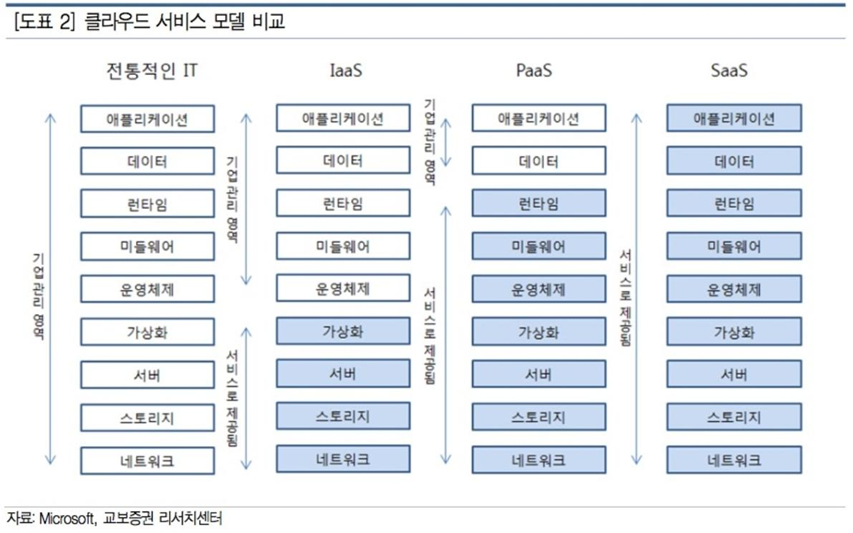 [도표 2] 클라우드 서비스 모델 비교
전통적인 IT
IaaS
PaaS
SaaS
기업관리 영역
애플리케이션
데이터
런타임
미들웨어
운영체제
가상화
서버
스토리지
네트워크
기업관리 영역
서비스로 제공됨
애플리케이션
데이터
런타임
미들웨어
운영체제
가상화
서버
스토리지
네트워크
기업관리 영역
서비스로 제공됨
애플리케이션
데이터
런타임
미들웨어
운영체제
가상화
서버
스토리지
네트워크
서비스로 제공됨
애플리케이션
데이터
런타임
미들웨어
운영체제
가상화
서버
스토리지
네트워크
자료: Microsoft, 교보증권 리서치센터